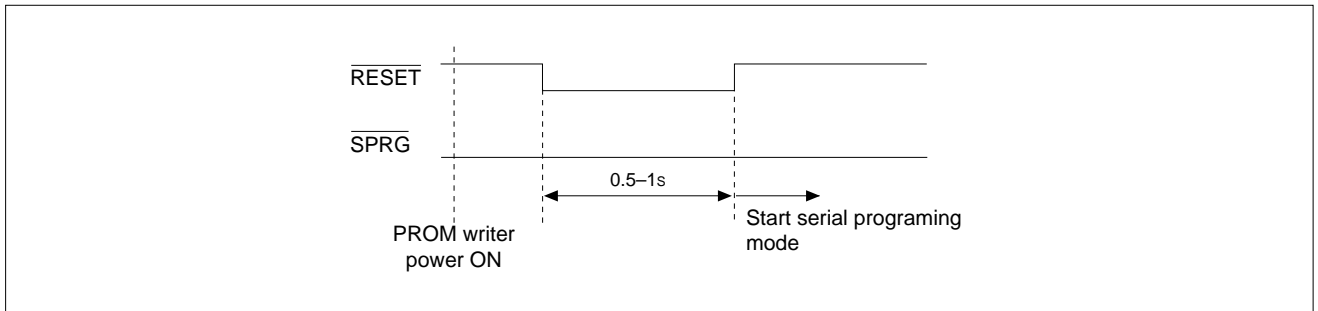 RESET
SPRG
0.5–1s
PROM writer
power ON
Start serial programing
mode